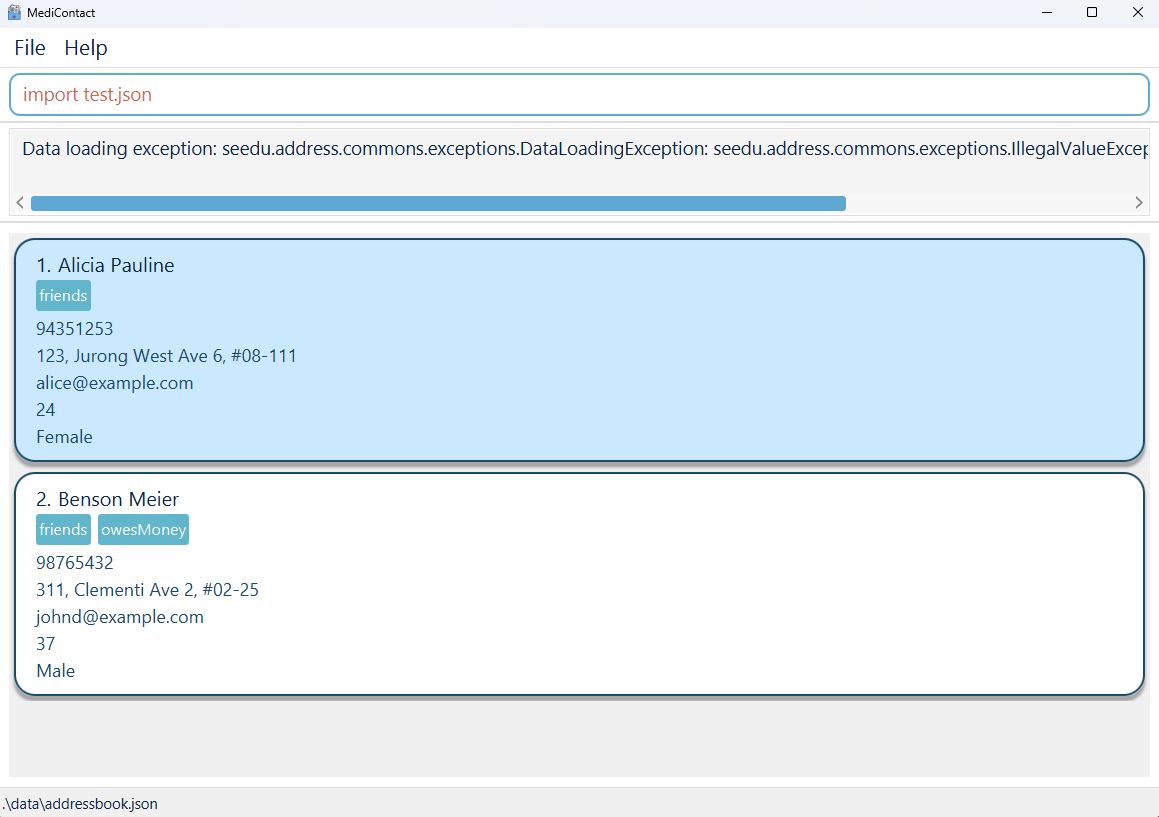 MediContact
File Help
import test.json
Data loading exception: seedu.address.commons.exceptions.DataLoadingException: seedu.address.commons.exceptions.IllegalValueExcep
1. Alicia Pauline
friends
94351253
123, Jurong West Ave 6, #08-111
alice@example.com
24
Female
2. Benson Meier
friends owesMoney
98765432
311, Clementi Ave 2, #02-25
johnd@example.com
37
Male
.\data\addressbook.json